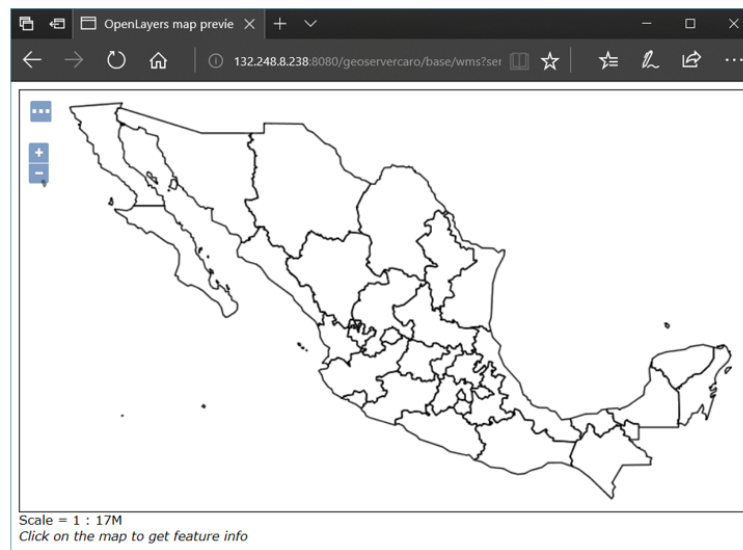 OpenLayers map previe
132.248.8.238:8080/geoservercaro/base/wms?ser
Scale = 1 : 17M
Click on the map to get feature info